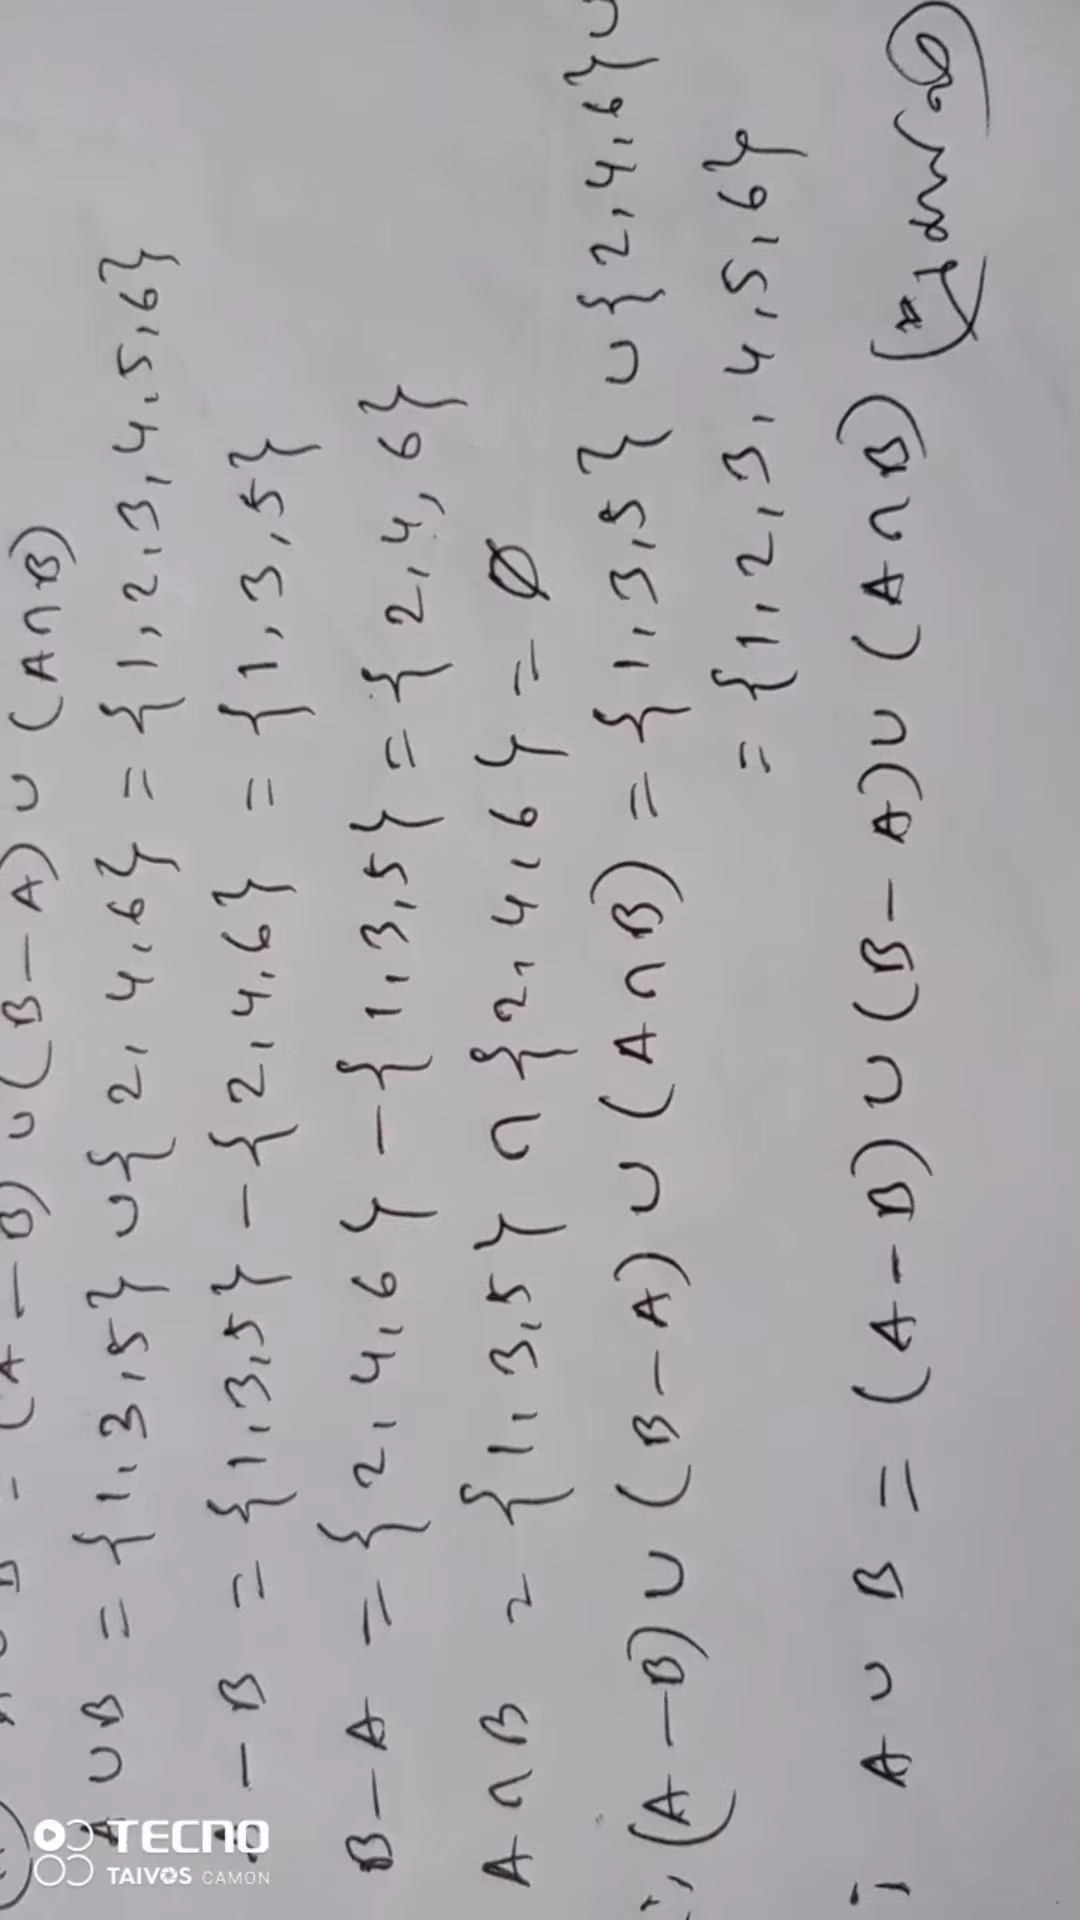 = (A − B) ∪ (B − A) ∪ (A ∩ B)
A ∪ B = {1, 3, 5} ∪ {2, 4, 6} = {1, 2, 3, 4, 5, 6}
− B = {1, 3, 5} − {2, 4, 6} = {1, 3, 5}
B − A = {2, 4, 6} − {1, 3, 5} = {2, 4, 6}
A ∩ B = {1, 3, 5} ∩ {2, 4, 6} = Ø
∴ (A − B) ∪ (B − A) ∪ (A ∩ B) = {1, 3, 5} ∪ {2, 4, 6} ∪
= {1, 2, 3, 4, 5, 6}
∴ A ∪ B = (A − B) ∪ (B − A) ∪ (A ∩ B)
TECNO
TAIVOS CAMON